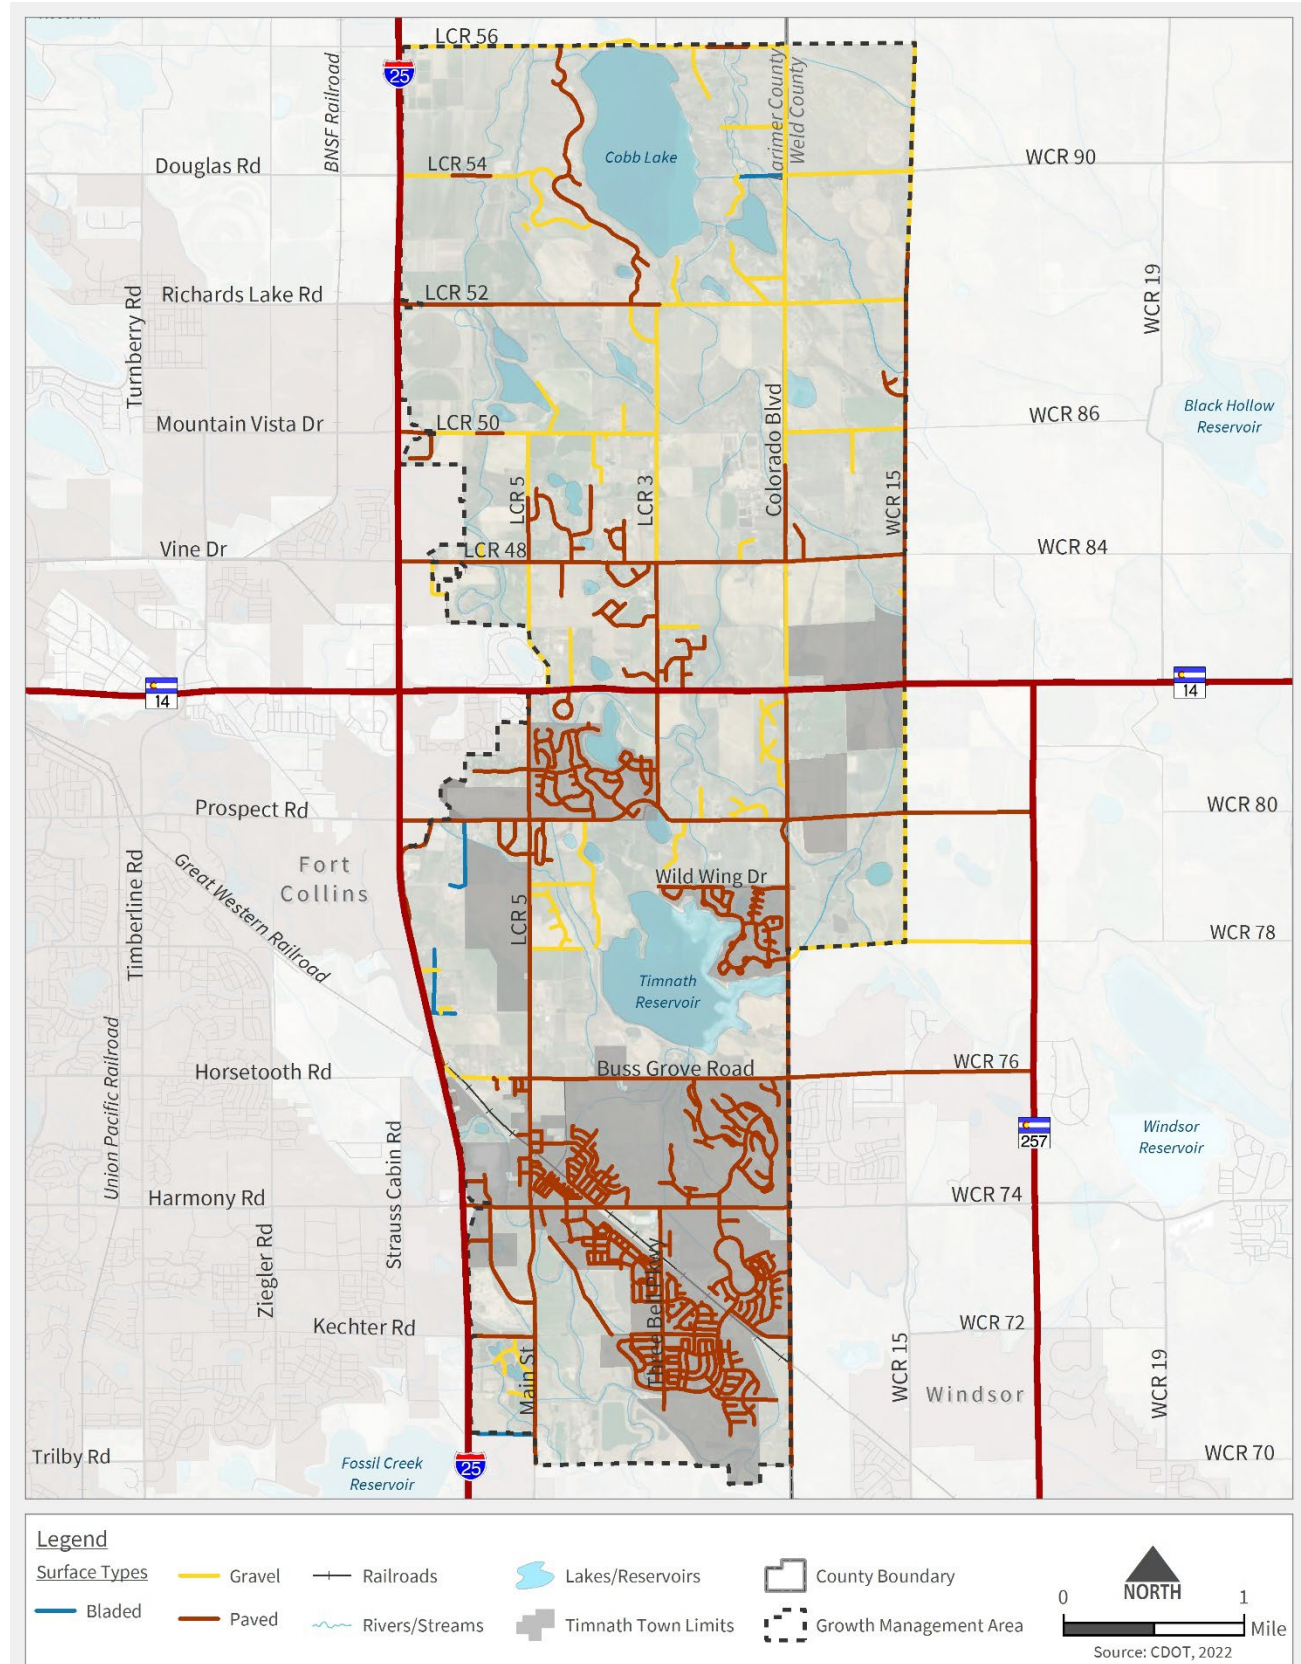 LCR 56
25
BNSF Railroad
Larimer County
Weld County
Cobb Lake
Douglas Rd
LCR 54
WCR 90
Richards Lake Rd
LCR 52
Turnberry Rd
WCR 19
Mountain Vista Dr
LCR 50
Colorado Blvd
WCR 86
Black Hollow
Reservoir
LCR 5
LCR 3
WCR 15
Vine Dr
LCR 48
WCR 84
14
14
Prospect Rd
WCR 80
Fort
Collins
Great Western Railroad
Timberline Rd
Wild Wing Dr
LCR 5
WCR 78
Timnath
Reservoir
Union Pacific Railroad
Horsetooth Rd
Buss Grove Road
WCR 76
257
Windsor
Reservoir
Strauss Cabin Rd
Harmony Rd
WCR 74
Ziegler Rd
Three Bell Pkwy
Kechter Rd
WCR 72
Main St
WCR 15
Windsor
WCR 19
Trilby Rd
Fossil Creek
Reservoir
25
WCR 70
Legend
Surface Types
Gravel
Railroads
Lakes/Reservoirs
County Boundary
Bladed
Paved
Rivers/Streams
Timnath Town Limits
Growth Management Area
NORTH
0 1
Mile
Source: CDOT, 2022